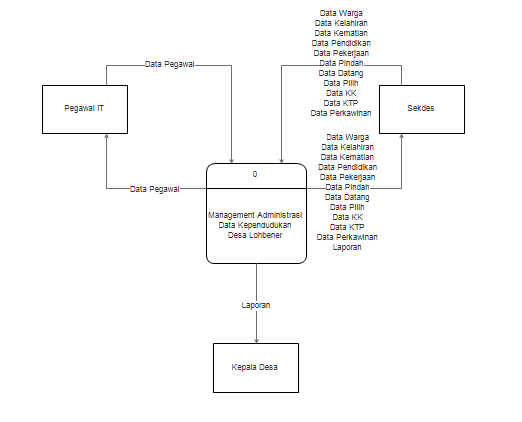 Data Warga
Data Kelahiran
Data Kematian
Data Pendidikan
Data Pekerjaan
Data Pindah
Data Datang
Data Pilih
Data KK
Data KTP
Data Perkawinan
Data Pegawai
Pegawai IT
Sekdes
Data Warga
Data Kelahiran
Data Kematian
Data Pendidikan
Data Pekerjaan
Data Pindah
Data Datang
Data Pilih
Data KK
Data KTP
Data Perkawinan
Laporan
0
Data Pegawai
Management Administrasi
Data Kependudukan
Desa Lohbener
Laporan
Kepala Desa